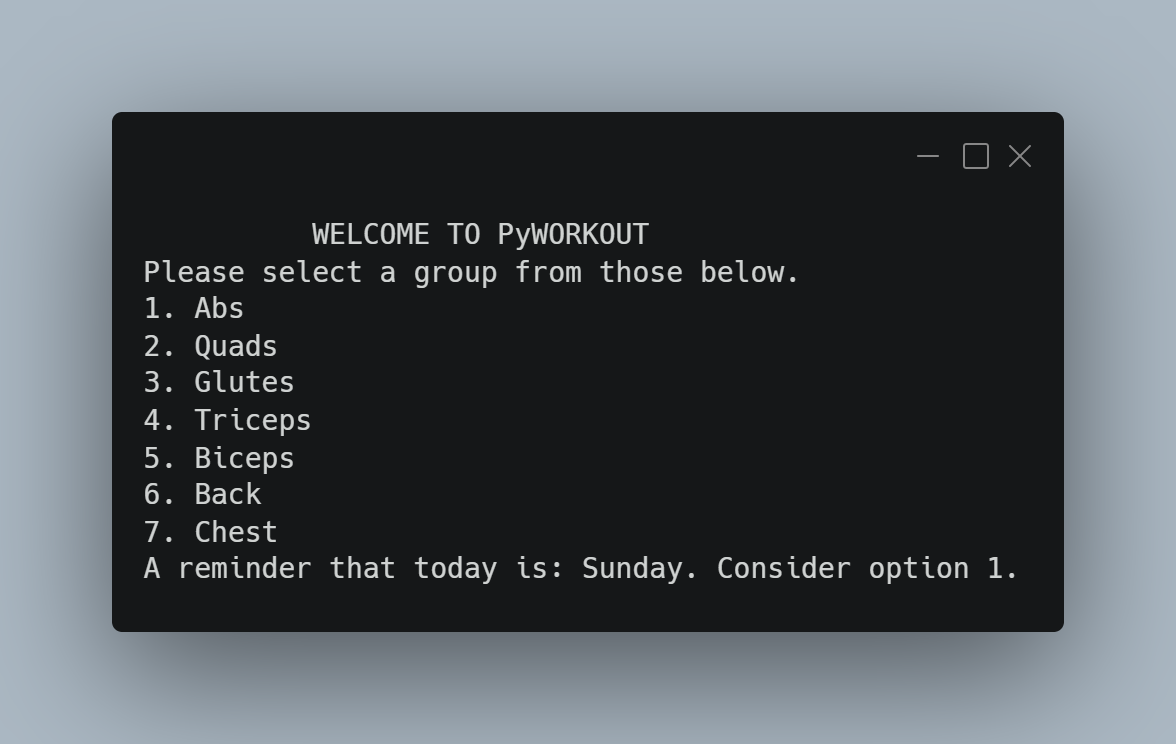 WELCOME TO PyWORKOUT
Please select a group from those below.
1. Abs
2. Quads
3. Glutes
4. Triceps
5. Biceps
6. Back
7. Chest
A reminder that today is: Sunday. Consider option 1.